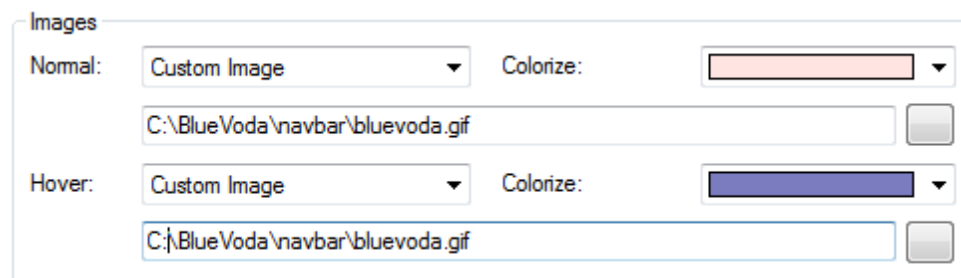 Images
Normal: Custom Image Colorize:
C:\BlueVoda\navbar\bluevoda.gif
Hover: Custom Image Colorize:
C:\BlueVoda\navbar\bluevoda.gif